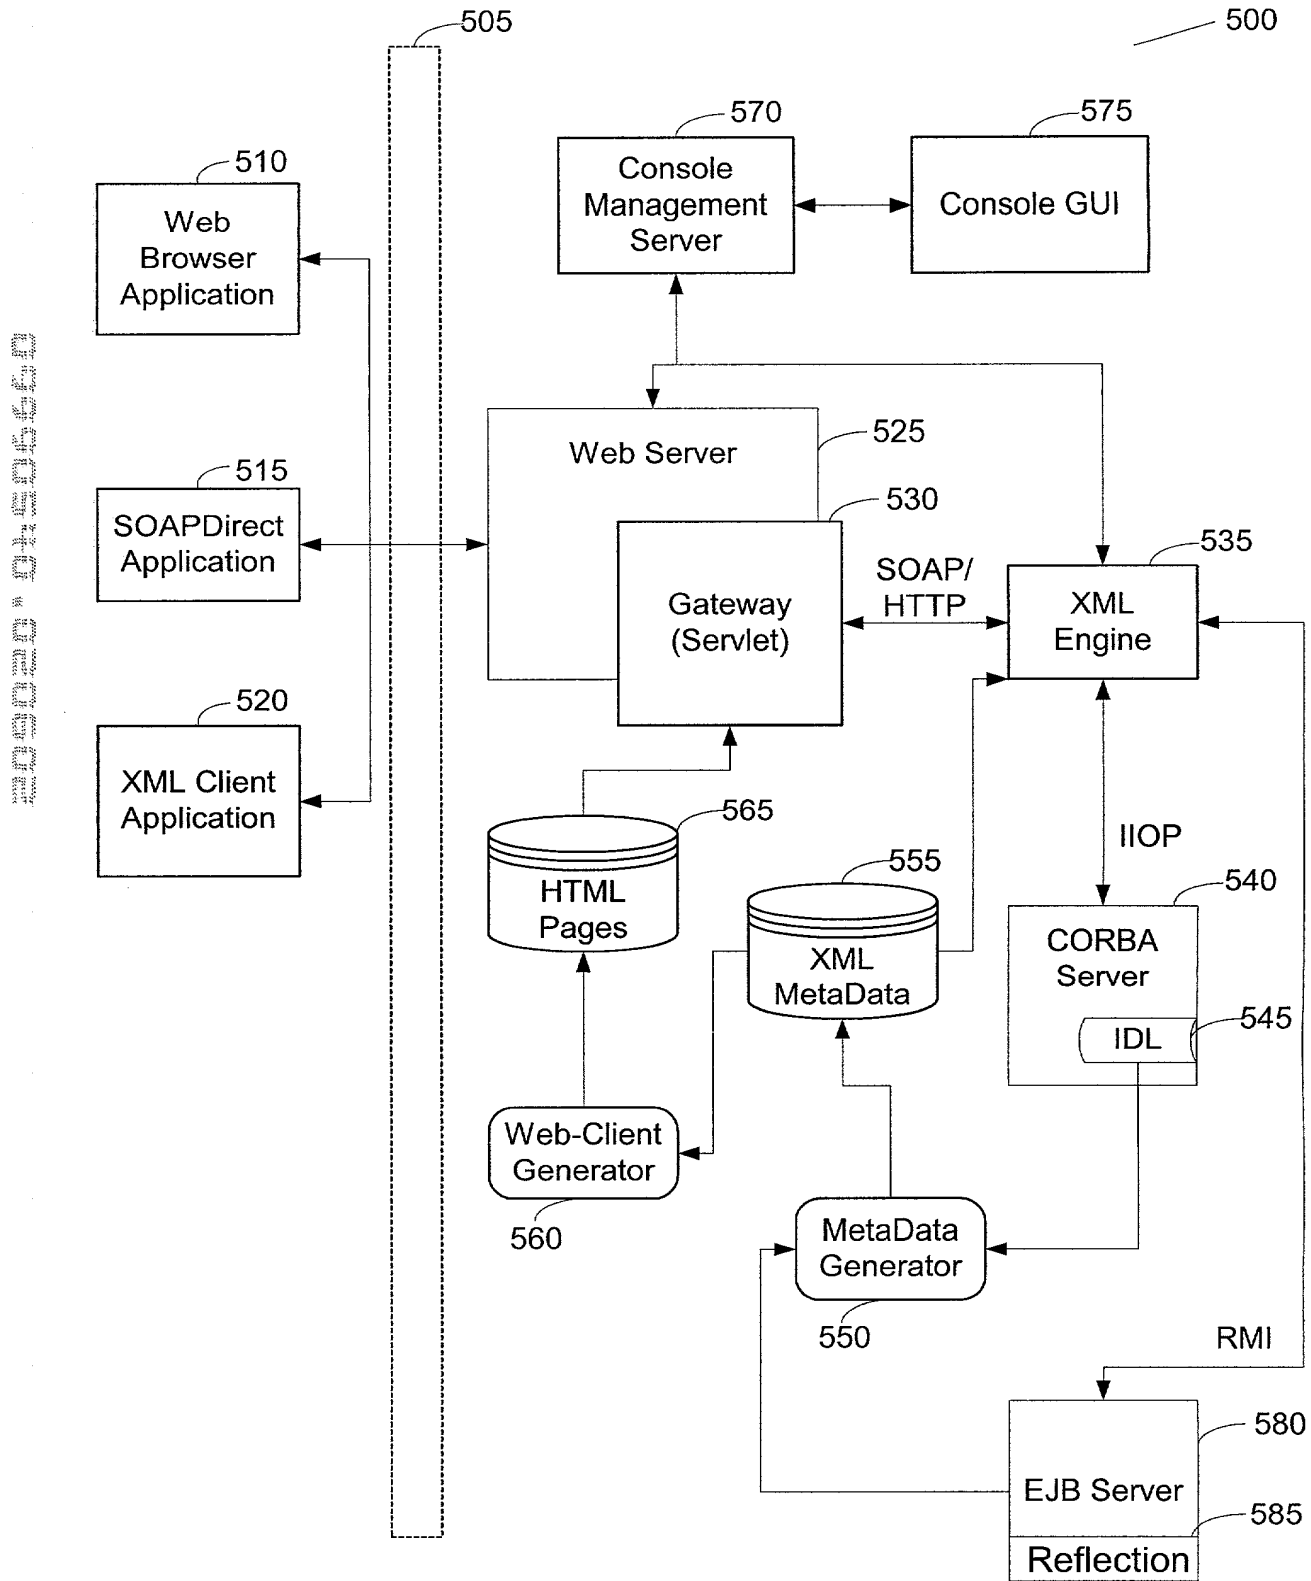 505
500
570
575
510
Console
Management
Server
Console GUI
Web
Browser
Application
525
Web Server
515
530
SOAPDirect
Application
535
SOAP/
HTTP
XML
Engine
Gateway
(Servlet)
520
XML Client
Application
565
IIOP
555
540
HTML
Pages
CORBA
Server
XML
MetaData
545
IDL
Web-Client
Generator
560
MetaData
Generator
550
RMI
580
EJB Server
585
Reflection